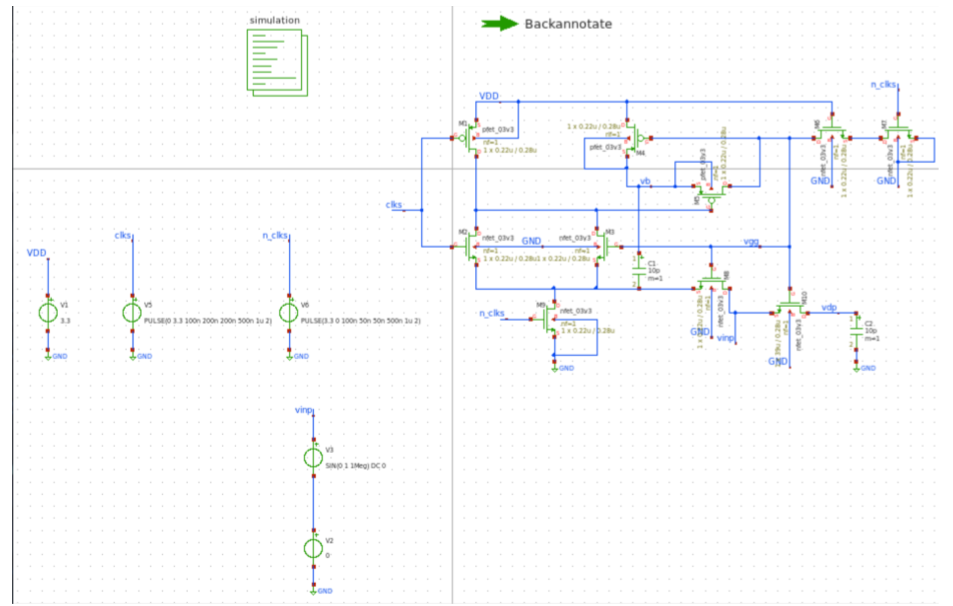 simulation
Backannotate
VDD
n_clks
M1
pfet_03v3
nf=1
1 x 0.22u / 0.28u
1 x 0.22u / 0.28u
nf=1
pfet_03v3
M4
pfet_03v3
nf=1
1 x 0.22u / 0.28u
M5
vb
M6
nfet_03v3
nf=1
1 x 0.22u / 0.28u
GND
M7
nfet_03v3
nf=1
1 x 0.22u / 0.28u
GND
clks
M2
nfet_03v3
nf=1
1 x 0.22u / 0.28u
GND
nfet_03v3
M3
nf=1
1 x 0.22u / 0.28u
vgg
C1
10p
m=1
1
2
M8
nfet_03v3
nf=1
1 x 0.22u / 0.28u
GND
vinp
M10
nfet_03v3
nf=1
GND
vdp
C2
10p
m=1
1
2
GND
n_clks
M9
nfet_03v3
nf=1
1 x 0.22u / 0.28u
GND
VDD
V1
3.3
GND
clks
V5
PULSE(0 3.3 100n 200n 200n 500n 1u 2)
GND
n_clks
V6
PULSE(3.3 0 100n 50n 50n 500n 1u 2)
GND
vinp
V3
SIN(0 1 1Meg) DC 0
V2
0
GND